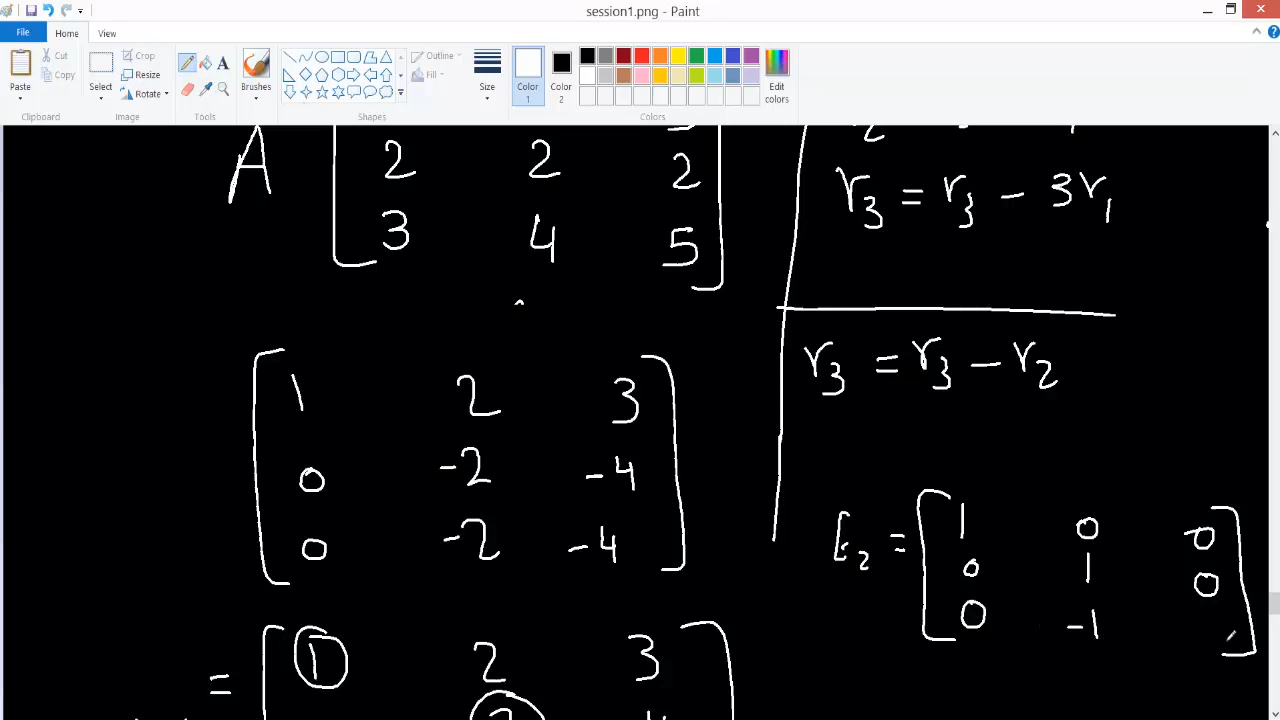 session1.png - Paint
File Home View
Paste Cut Copy Select Crop Resize Rotate Brushes Outline Fill Size Color 1 Color 2 Edit colors
Clipboard Image Tools Shapes Colors
A 2 2 2
3 4 5
r3 = r3 - 3r1
r3 = r3 - r2
1 2 3
0 -2 -4
0 -2 -4
E2 = 1 0 0
0 1 0
0 -1
= 1 2 3